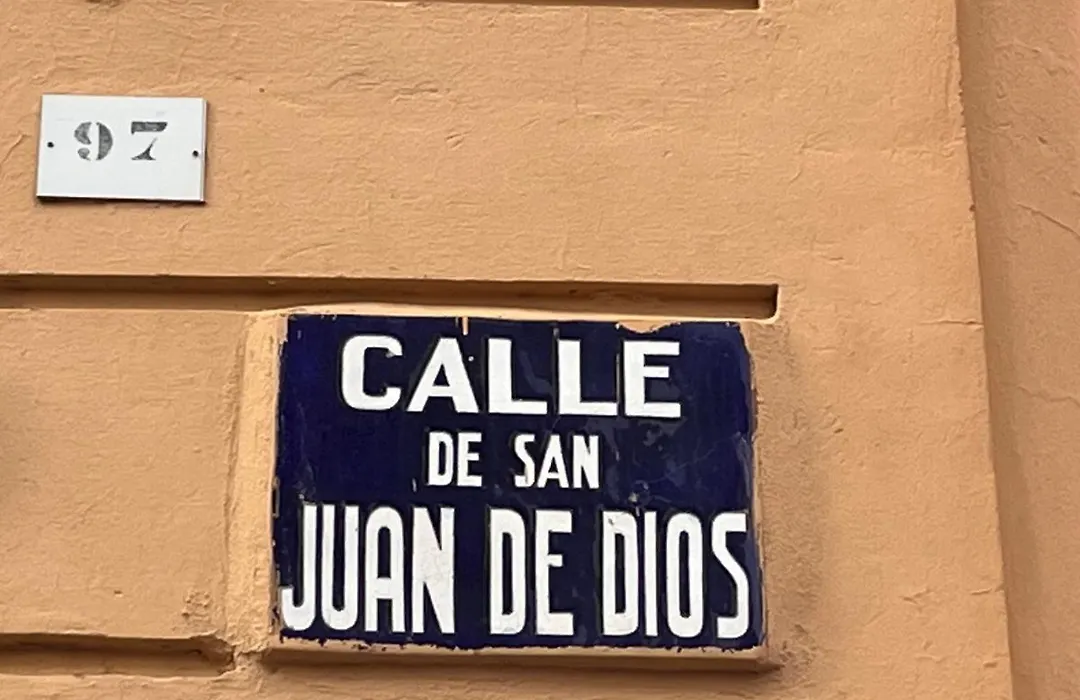 97
CALLE
DE SAN
JUAN DE DIOS